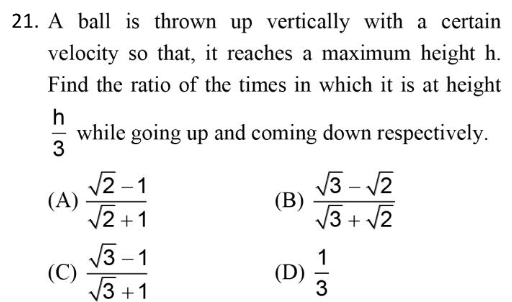 21. A ball is thrown up vertically with a certain
velocity so that, it reaches a maximum height h.
Find the ratio of the times in which it is at height
h/3 while going up and coming down respectively.
(A) (√2 − 1)/(√2 + 1) (B) (√3 − √2)/(√3 + √2)
(C) (√3 − 1)/(√3 + 1) (D) 1/3